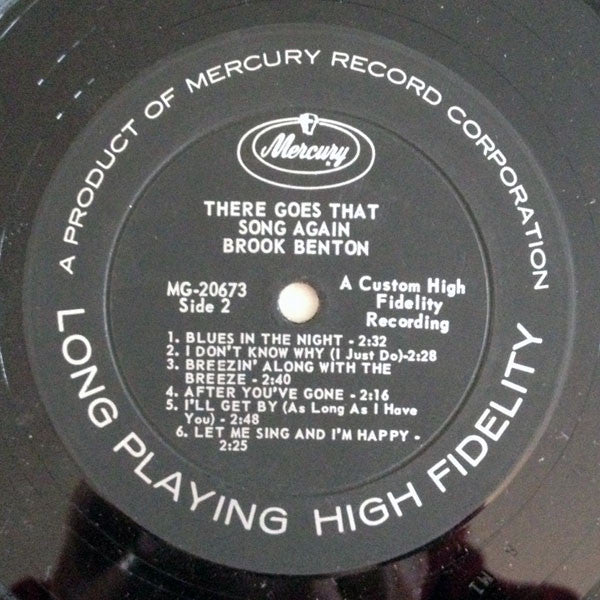 A PRODUCT OF MERCURY RECORD CORPORATION
Mercury
THERE GOES THAT
SONG AGAIN
BROOK BENTON
MG-20673
Side 2
A Custom High
Fidelity
Recording
1. BLUES IN THE NIGHT - 2:32
2. I DON'T KNOW WHY (I Just Do)-2:28
3. BREEZIN' ALONG WITH THE
BREEZE - 2:40
4. AFTER YOU'VE GONE - 2:16
5. I'LL GET BY (As Long As I Have
You) - 2:48
6. LET ME SING AND I'M HAPPY -
2:25
LONG PLAYING HIGH FIDELITY